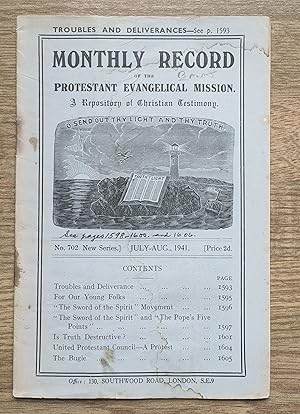 TROUBLES AND DELIVERANCES—See p. 1593
MONTHLY RECORD
OF THE
PROTESTANT EVANGELICAL MISSION.
A Repository of Christian Testimony.
O SEND OUT THY LIGHT AND THY TRUTH
See pages 1598-1600, and 1606.
No. 702 New Series.] JULY-AUG., 1941. [Price 2d.
CONTENTS
PAGE
Troubles and Deliverance ... ... ... ... 1593
For Our Young Folks ... ... ... ... 1595
"The Sword of the Spirit" Movement ... ... 1596
"The Sword of the Spirit" and "The Pope's Five
Points" ... ... ... ... ... 1597
Is Truth Destructive? ... ... ... ... 1601
United Protestant Council—A Protest ... ... 1604
The Bugle ... ... ... ... ... 1605
Office: 130, SOUTHWOOD ROAD, LONDON, S.E.9